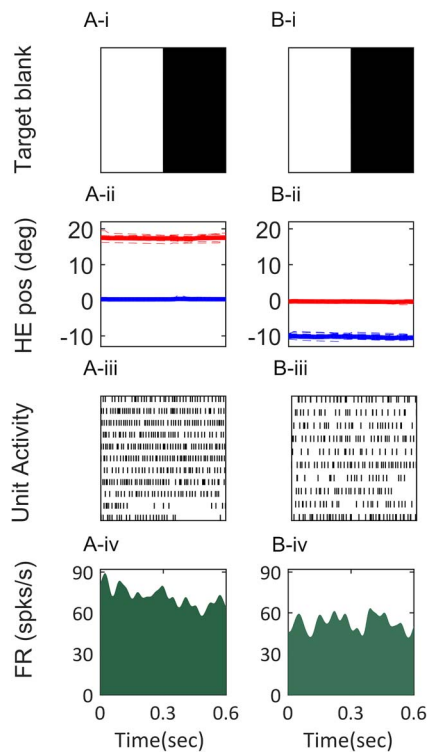 A-i B-i
Target blank
A-ii B-ii
HE pos (deg)
20
10
0
-10
20
10
0
-10
A-iii B-iii
Unit Activity
A-iv B-iv
FR (spks/s)
90
60
30
0
90
60
30
0
0 0.3 0.6 0 0.3 0.6
Time(sec) Time(sec)